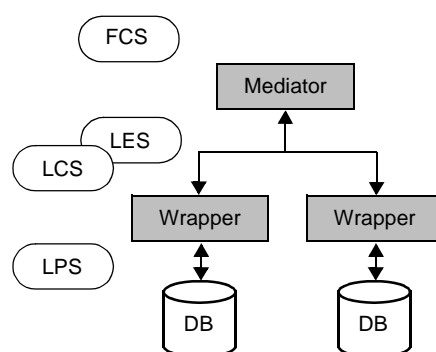 FCS
Mediator
LES
LCS
Wrapper Wrapper
LPS
DB DB